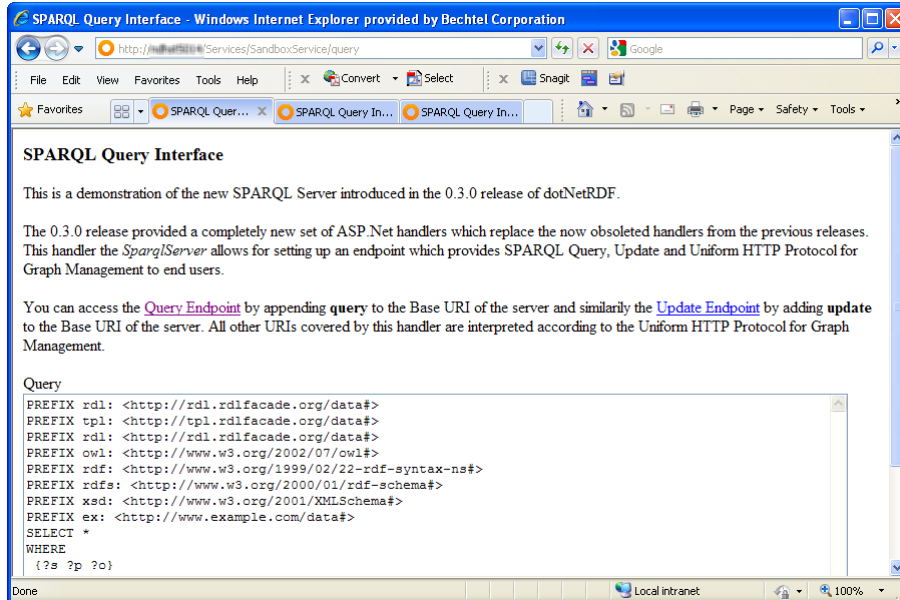 SPARQL Query Interface - Windows Internet Explorer provided by Bechtel Corporation
http:// /Services/SandboxService/query
Google
File Edit View Favorites Tools Help
x Convert Select
x Snagit
Favorites
SPARQL Quer... x
SPARQL Query In...
SPARQL Query In...
Page Safety Tools »
SPARQL Query Interface
This is a demonstration of the new SPARQL Server introduced in the 0.3.0 release of dotNetRDF.
The 0.3.0 release provided a completely new set of ASP.Net handlers which replace the now obsoleted handlers from the previous releases.
This handler the SparqlServer allows for setting up an endpoint which provides SPARQL Query, Update and Uniform HTTP Protocol for
Graph Management to end users.
You can access the Query Endpoint by appending query to the Base URI of the server and similarily the Update Endpoint by adding update
to the Base URI of the server. All other URIs covered by this handler are interpreted according to the Uniform HTTP Protocol for Graph
Management.
Query
PREFIX rdl: <http://rdl.rdlfacade.org/data#>
PREFIX tpl: <http://tpl.rdlfacade.org/data#>
PREFIX rdl: <http://rdl.rdlfacade.org/data#>
PREFIX owl: <http://www.w3.org/2002/07/owl#>
PREFIX rdf: <http://www.w3.org/1999/02/22-rdf-syntax-ns#>
PREFIX rdfs: <http://www.w3.org/2000/01/rdf-schema#>
PREFIX xsd: <http://www.w3.org/2001/XMLSchema#>
PREFIX ex: <http://www.example.com/data#>
SELECT *
WHERE
{?s ?p ?o}
Done
Local intranet
100%